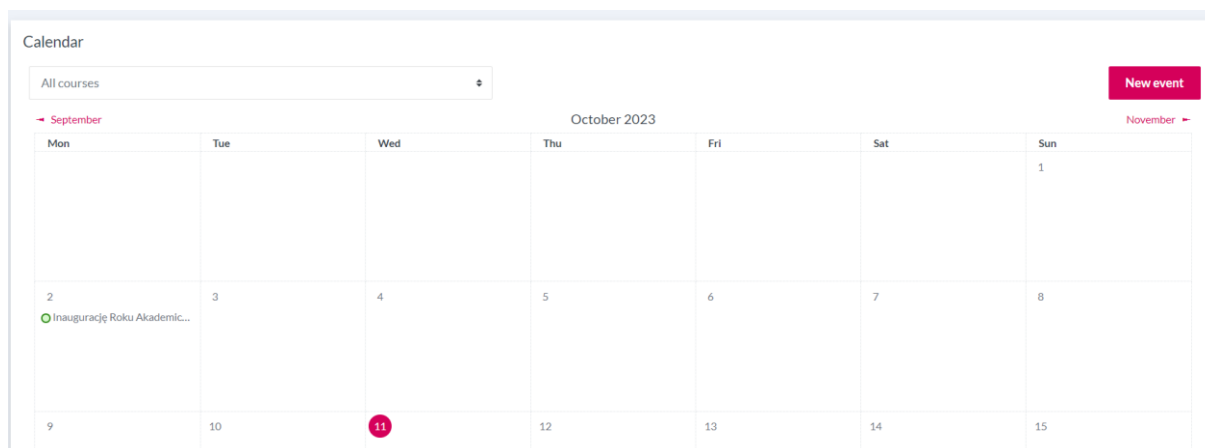 Calendar
All courses
New event
◄ September
October 2023
November ►
Mon Tue Wed Thu Fri Sat Sun
1
2 3 4 5 6 7 8
Inaugurację Roku Akademic...
9 10 11 12 13 14 15